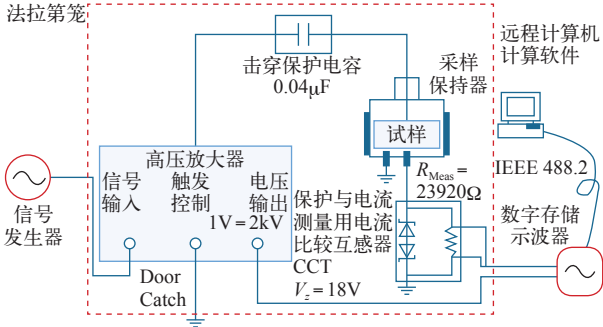 法拉第笼
击穿保护电容
0.04μF
采样
保持器
远程计算机
计算软件
试样
IEEE 488.2
高压放大器
信号
输入
触发
控制
电压
输出
1V=2kV
R_Meas=
23920Ω
保护与电流
测量用电流
比较互感器
CCT
V_z=18V
信号
发生器
数字存储
示波器
Door
Catch